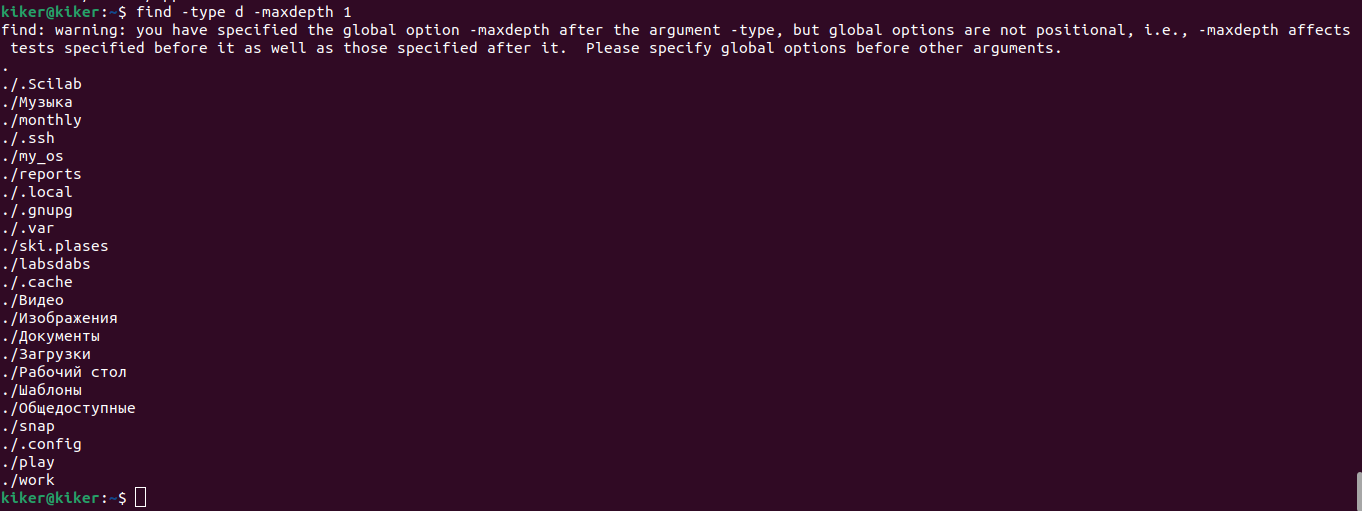 kiker@kiker:~$ find -type d -maxdepth 1
find: warning: you have specified the global option -maxdepth after the argument -type, but global options are not positional, i.e., -maxdepth affects
 tests specified before it as well as those specified after it.  Please specify global options before other arguments.
.
./.Scilab
./Музыка
./monthly
./.ssh
./my_os
./reports
./.local
./.gnupg
./.var
./ski.plases
./labsdabs
./.cache
./Видео
./Изображения
./Документы
./Загрузки
./Рабочий стол
./Шаблоны
./Общедоступные
./snap
./.config
./play
./work
kiker@kiker:~$